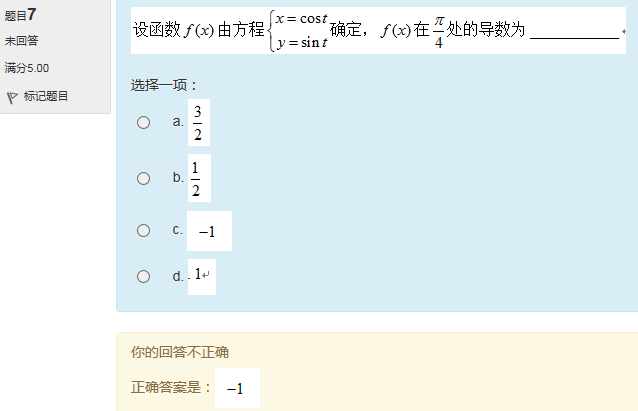 题目7
未回答
满分5.00
标记题目
设函数 f(x) 由方程 { x = cos t, y = sin t 确定， f(x) 在 π/4 处的导数为 __________
选择一项：
a. 3/2
b. 1/2
c. −1
d. . 1↵
你的回答不正确
正确答案是： −1